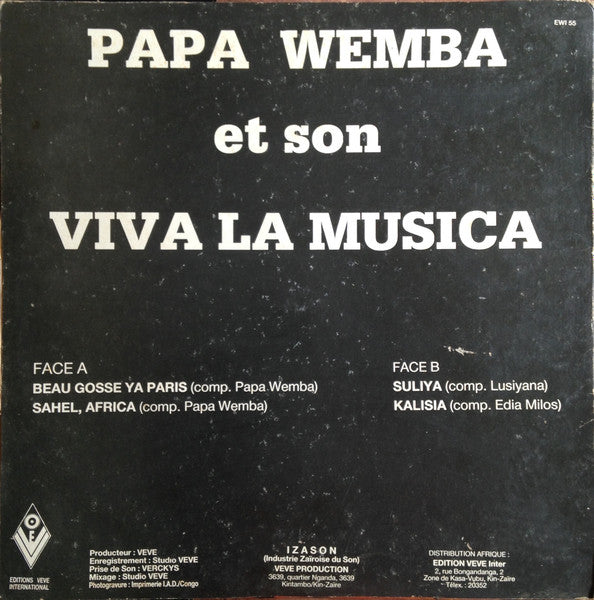 EWI 55
PAPA WEMBA
et son
VIVA LA MUSICA
FACE A
BEAU GOSSE YA PARIS (comp. Papa Wemba)
SAHEL, AFRICA (comp. Papa Wemba)
FACE B
SULIYA (comp. Lusiyana)
KALISIA (comp. Edia Milos)
EDITIONS VEVE
INTERNATIONAL
Producteur : VEVE
Enregistrement : Studio VEVE
Prise de Son : VERCKYS
Mixage : Studio VEVE
Photogravure : Imprimerie I.A.D./Congo
IZASON
(Industrie Zaïroise du Son)
VEVE PRODUCTION
3639, quartier Nganda, 3639
Kintambo/Kin-Zaïre
DISTRIBUTION AFRIQUE :
EDITION VEVE Inter
2, rue Bongandanga, 2
Zone de Kasa-Vubu, Kin-Zaïre
Télex. : 20352